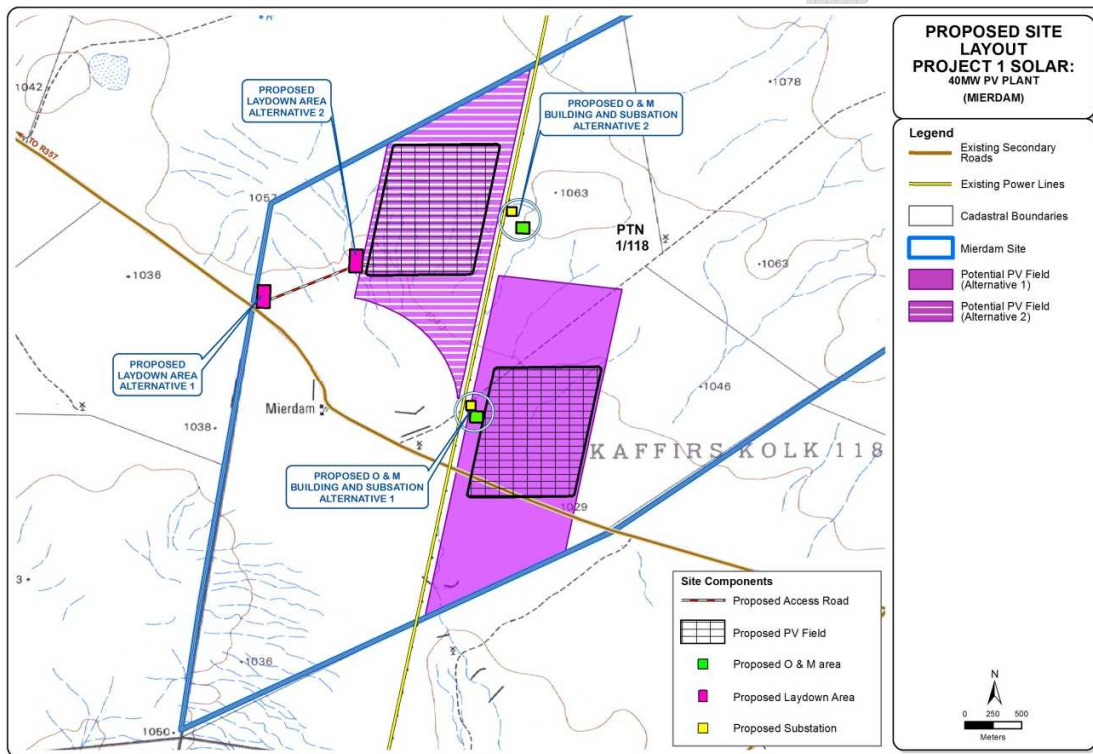 PROPOSED SITE
LAYOUT
PROJECT 1 SOLAR:
40MW PV PLANT
(MIERDAM)
Legend
Existing Secondary
Roads
Existing Power Lines
Cadastral Boundaries
Mierdam Site
Potential PV Field
(Alternative 1)
Potential PV Field
(Alternative 2)
N
0 250 500
Meters
1042
TO R357
PROPOSED
LAYDOWN AREA
ALTERNATIVE 2
PROPOSED O & M
BUILDING AND SUBSATION
ALTERNATIVE 2
1078
1057
1063
PTN
1/118
1036
1063
1043
PROPOSED
LAYDOWN AREA
ALTERNATIVE 1
Mierdam
1046
1038
KAFFIRS KOLK 118
PROPOSED O & M
BUILDING AND SUBSATION
ALTERNATIVE 1
1029
3
1036
1050
Site Components
Proposed Access Road
Proposed PV Field
Proposed O & M area
Proposed Laydown Area
Proposed Substation